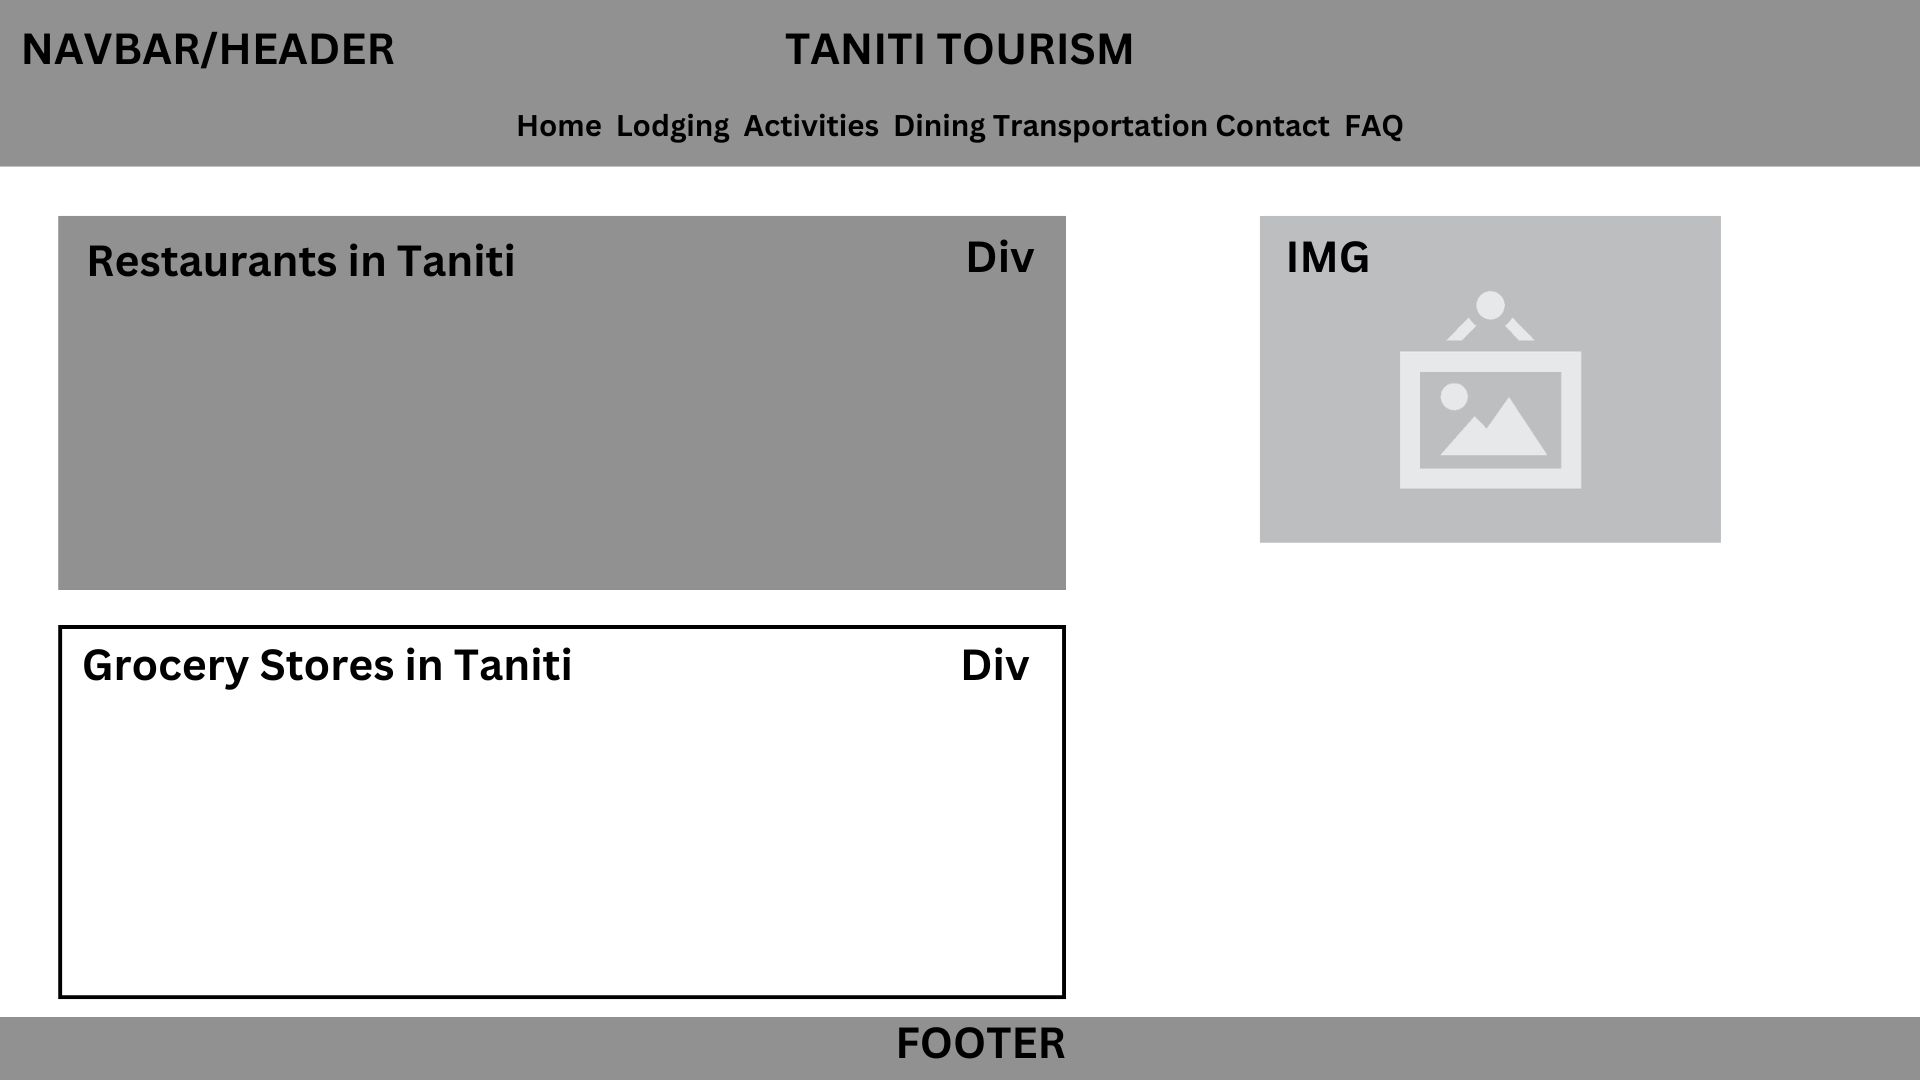 NAVBAR/HEADER
TANITI TOURISM
Home Lodging Activities Dining Transportation Contact FAQ
Restaurants in Taniti
Div
IMG
Grocery Stores in Taniti
Div
FOOTER